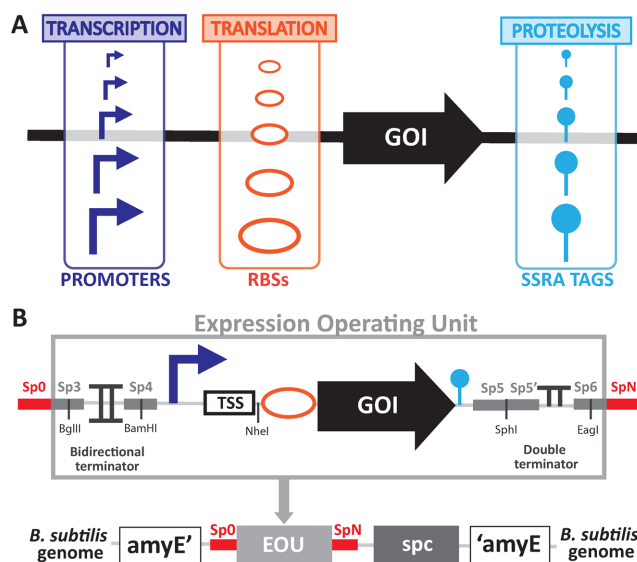 A
TRANSCRIPTION TRANSLATION PROTEOLYSIS
GOI
PROMOTERS RBSs SSRA TAGS
B
Expression Operating Unit
Sp0 Sp3 Sp4 Sp5 Sp5' Sp6 SpN
TSS GOI
BglII BamHI NheI SphI EagI
Bidirectional
terminator
Double
terminator
Sp0 SpN
B. subtilis
genome
amyE' EOU spc 'amyE
B. subtilis
genome